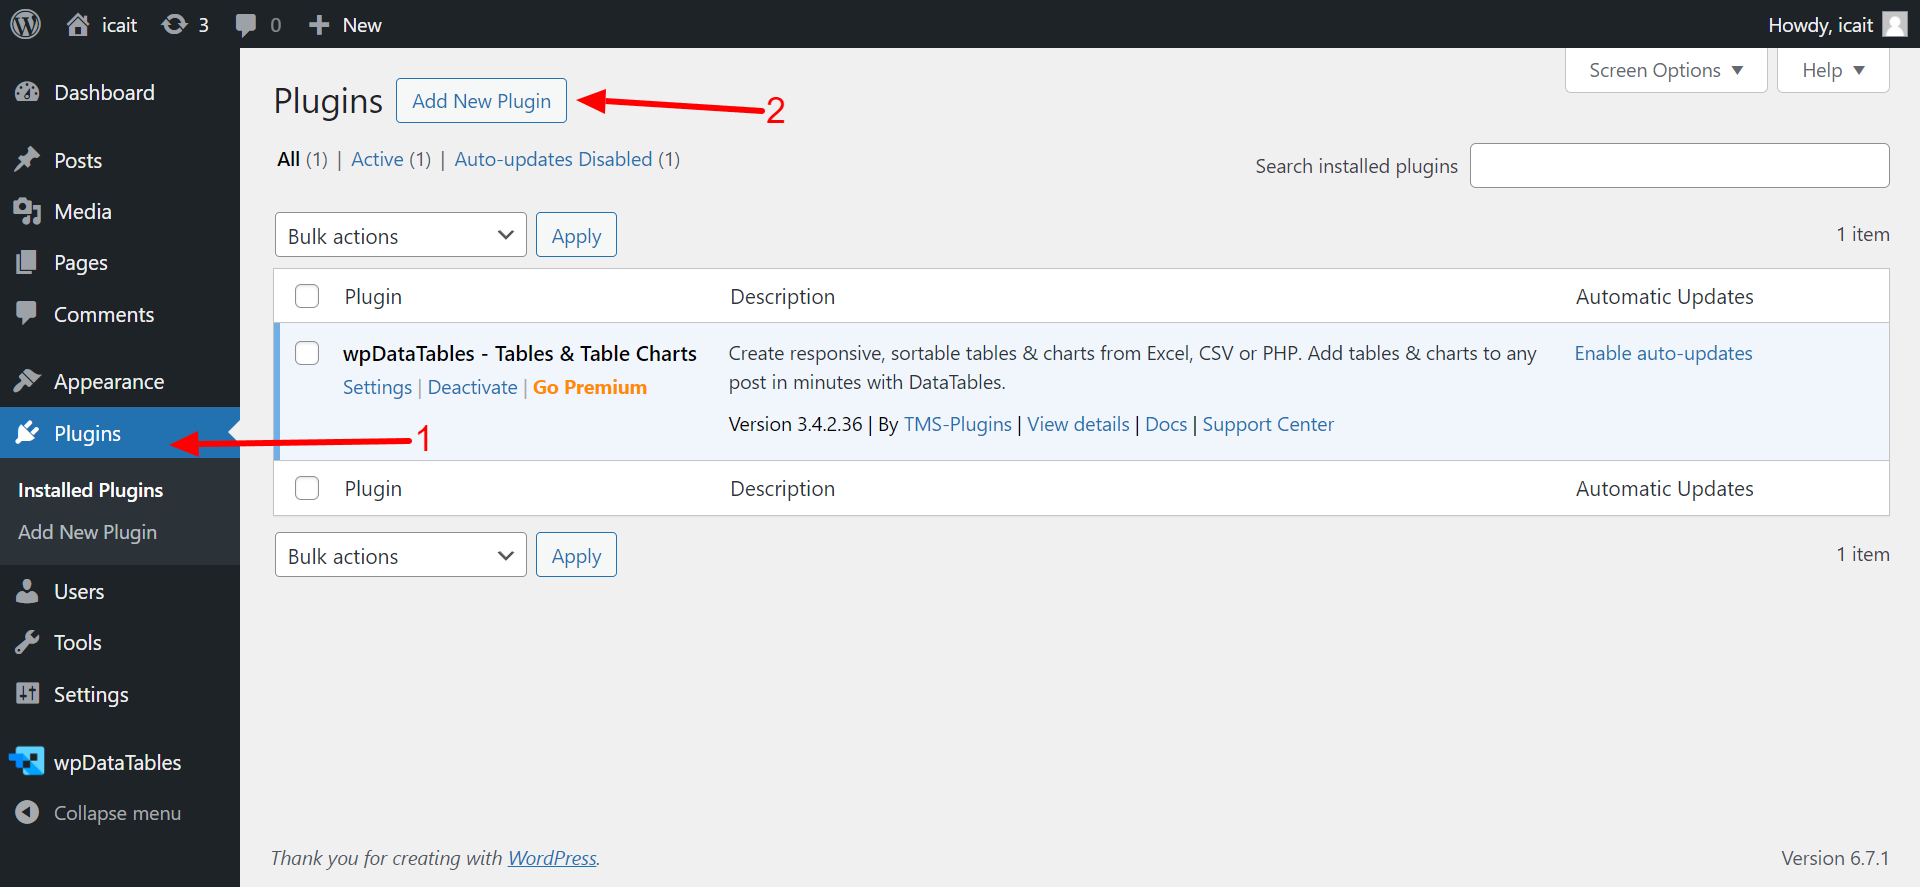 icait 3 0 New Howdy, icait
Dashboard
Posts
Media
Pages
Comments
Appearance
Plugins
Installed Plugins
Add New Plugin
Users
Tools
Settings
wpDataTables
Collapse menu
Screen Options ▼ Help ▼
Plugins Add New Plugin 2
All (1) | Active (1) | Auto-updates Disabled (1)
Search installed plugins
Bulk actions Apply 1 item
Plugin Description Automatic Updates
wpDataTables - Tables & Table Charts
Settings | Deactivate | Go Premium
Create responsive, sortable tables & charts from Excel, CSV or PHP. Add tables & charts to any
post in minutes with DataTables.
Version 3.4.2.36 | By TMS-Plugins | View details | Docs | Support Center
Enable auto-updates
1
Plugin Description Automatic Updates
Bulk actions Apply 1 item
Thank you for creating with WordPress. Version 6.7.1